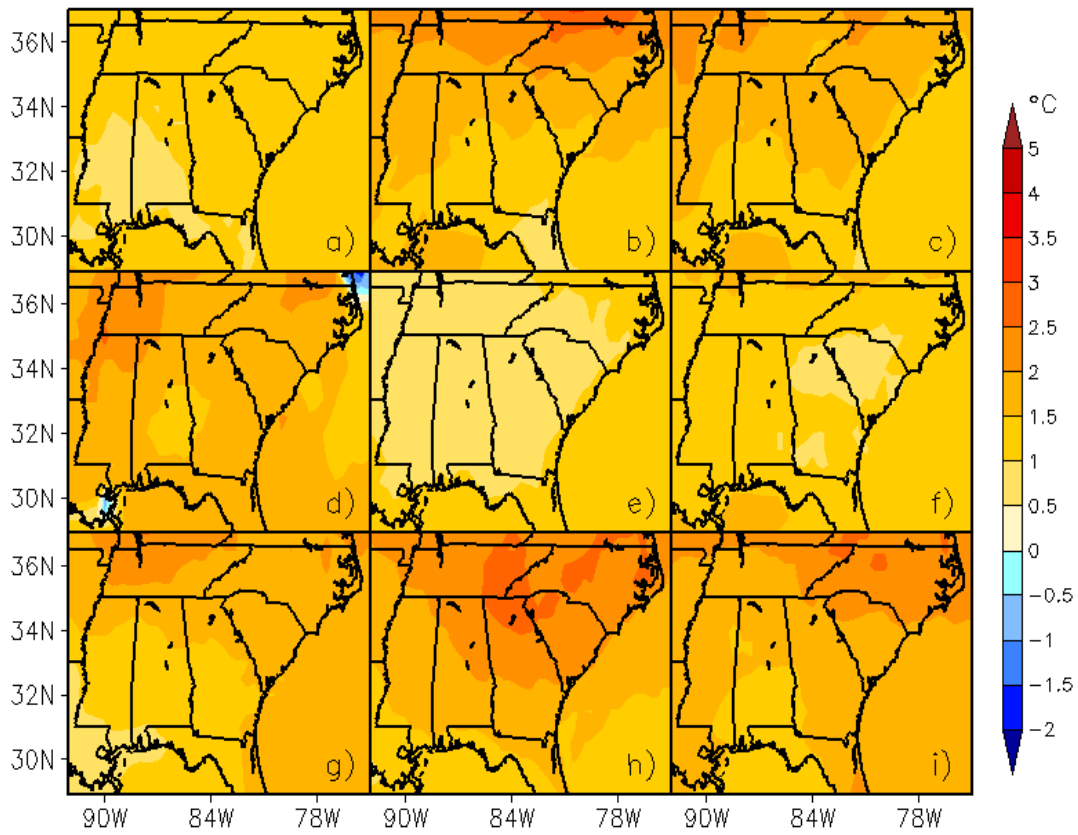 °C
36N
34N
32N
30N
a)
b)
c)
36N
34N
32N
30N
d)
e)
f)
36N
34N
32N
30N
g)
h)
i)
90W 84W 78W 90W 84W 78W 90W 84W 78W
5
4
3.5
3
2.5
2
1.5
1
0.5
0
-0.5
-1
-1.5
-2